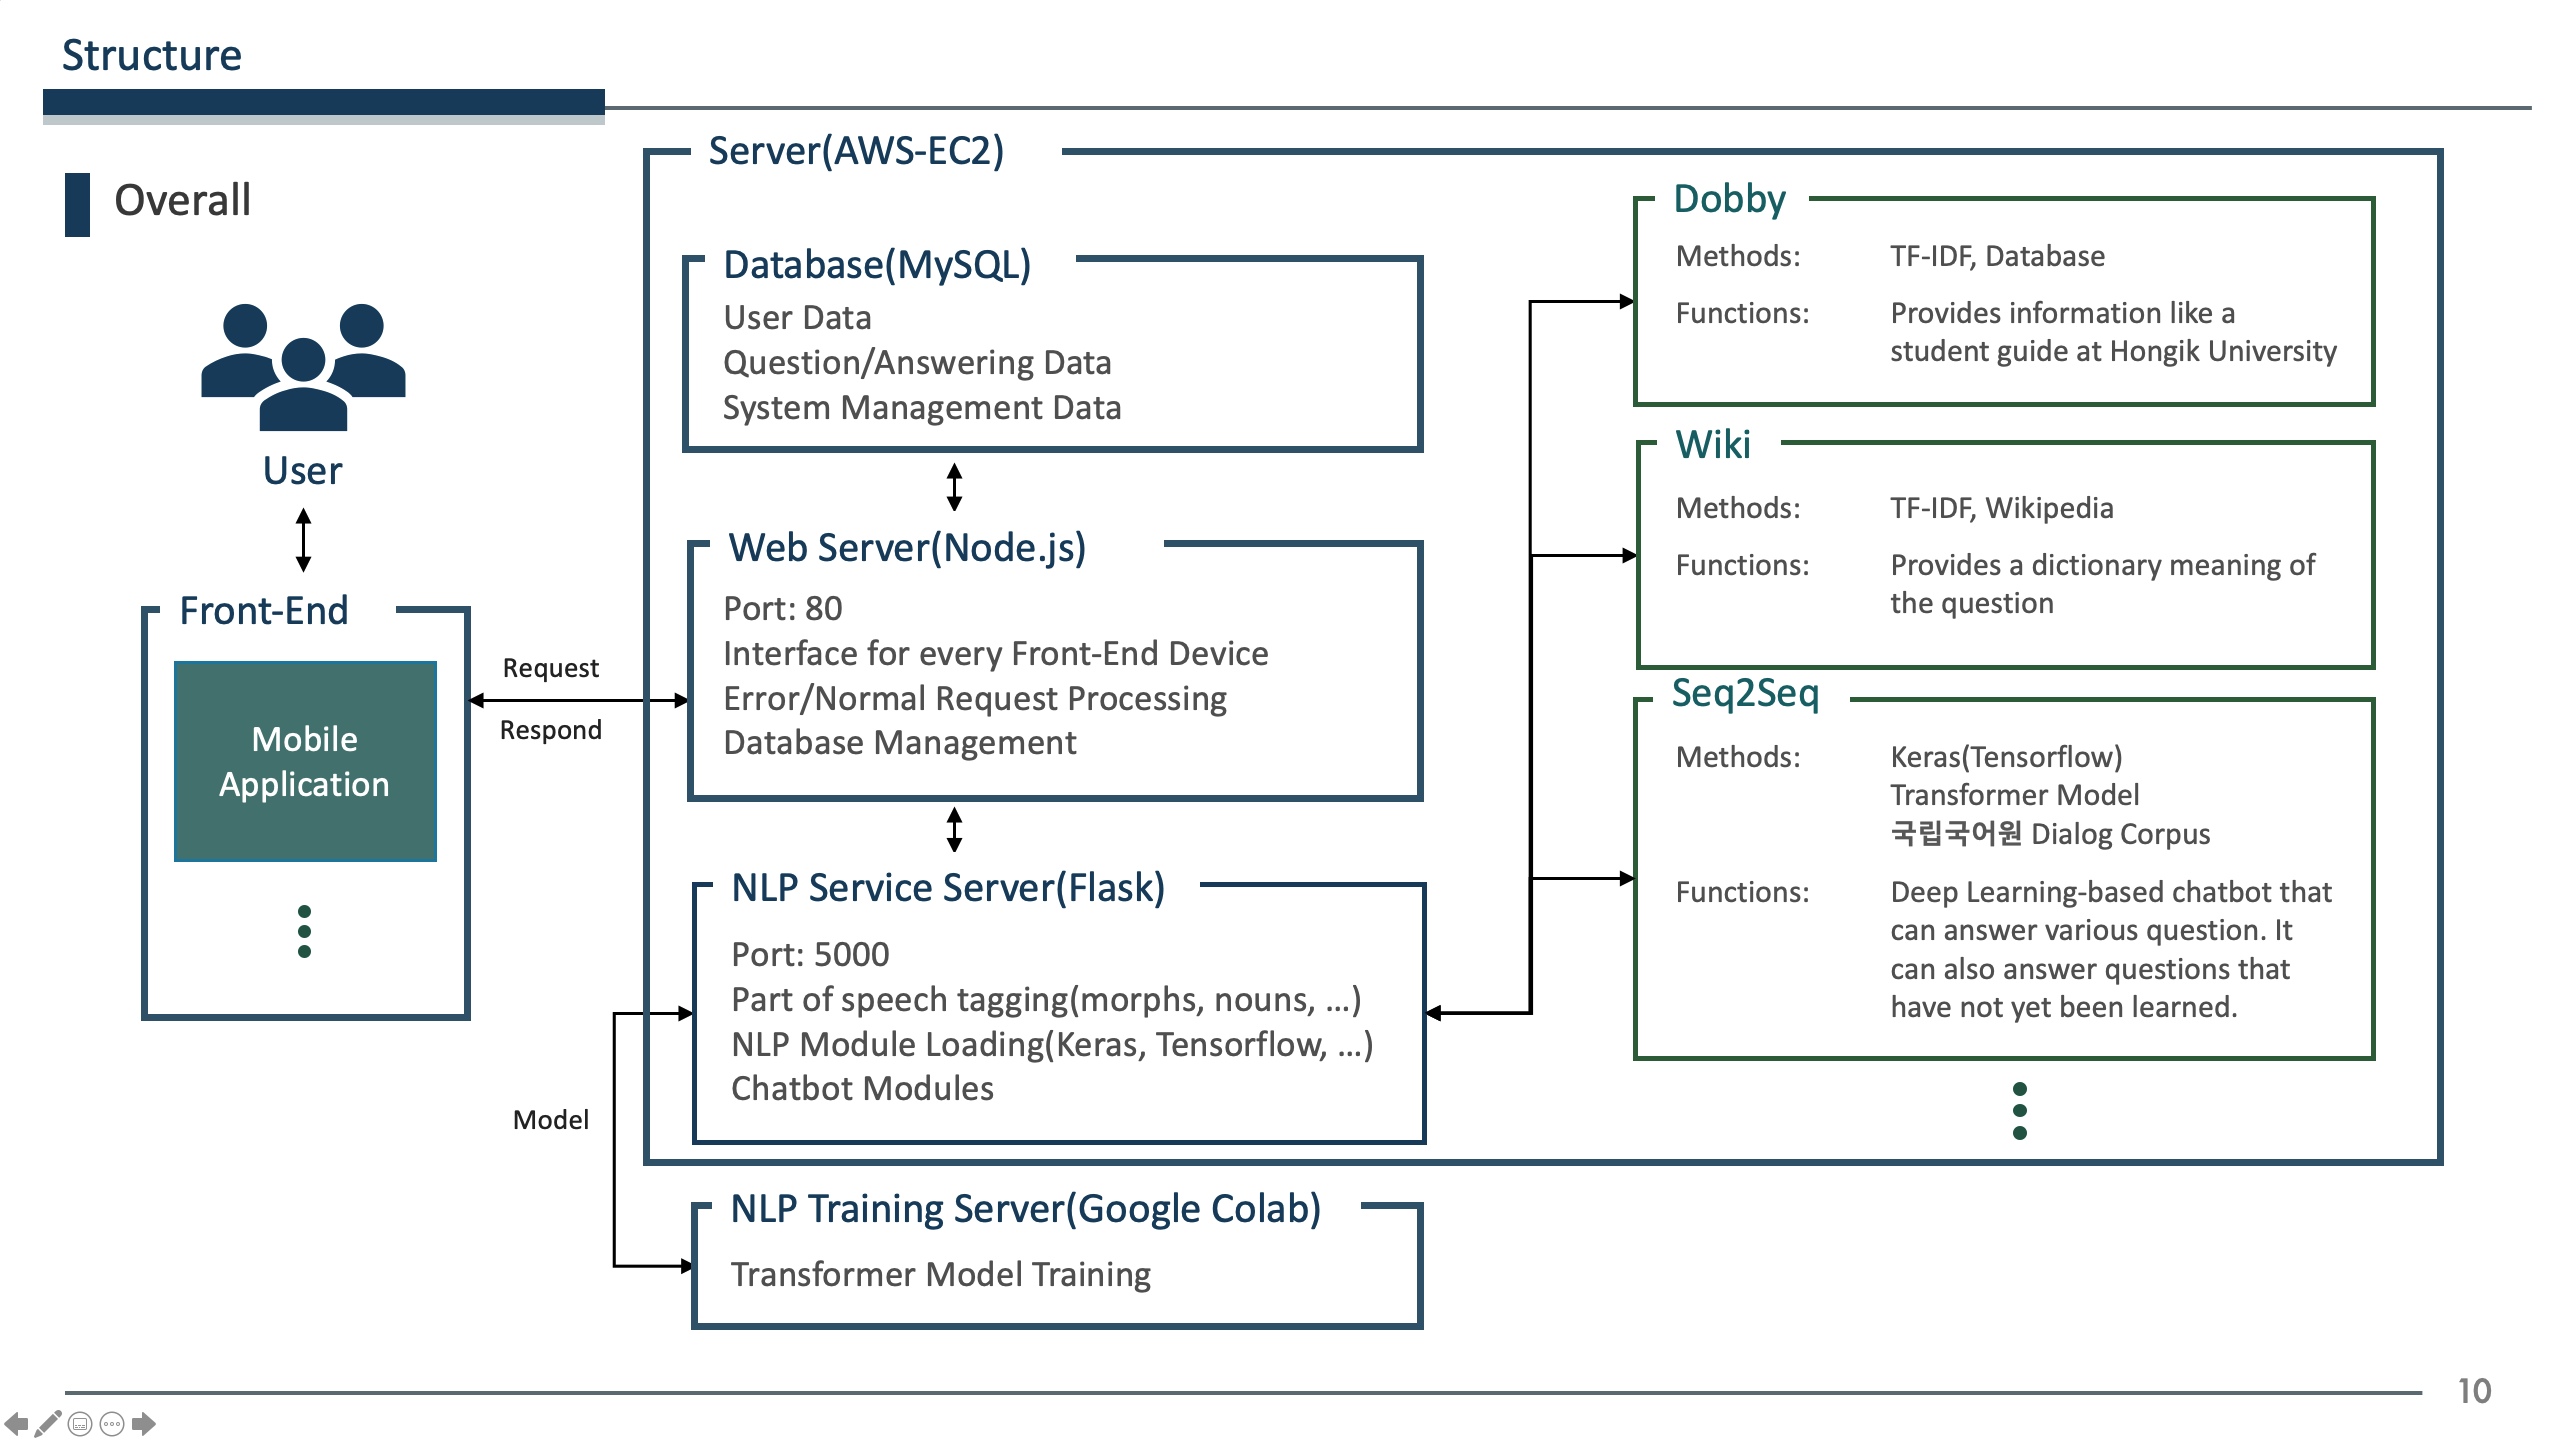 Structure
Overall
User
Front-End
Mobile
Application
Request
Respond
Model
Server(AWS-EC2)
Database(MySQL)
User Data
Question/Answering Data
System Management Data
Web Server(Node.js)
Port: 80
Interface for every Front-End Device
Error/Normal Request Processing
Database Management
NLP Service Server(Flask)
Port: 5000
Part of speech tagging(morphs, nouns, ...)
NLP Module Loading(Keras, Tensorflow, ...)
Chatbot Modules
NLP Training Server(Google Colab)
Transformer Model Training
Dobby
Methods: TF-IDF, Database
Functions: Provides information like a
student guide at Hongik University
Wiki
Methods: TF-IDF, Wikipedia
Functions: Provides a dictionary meaning of
the question
Seq2Seq
Methods: Keras(Tensorflow)
Transformer Model
국립국어원 Dialog Corpus
Functions: Deep Learning-based chatbot that
can answer various question. It
can also answer questions that
have not yet been learned.
10